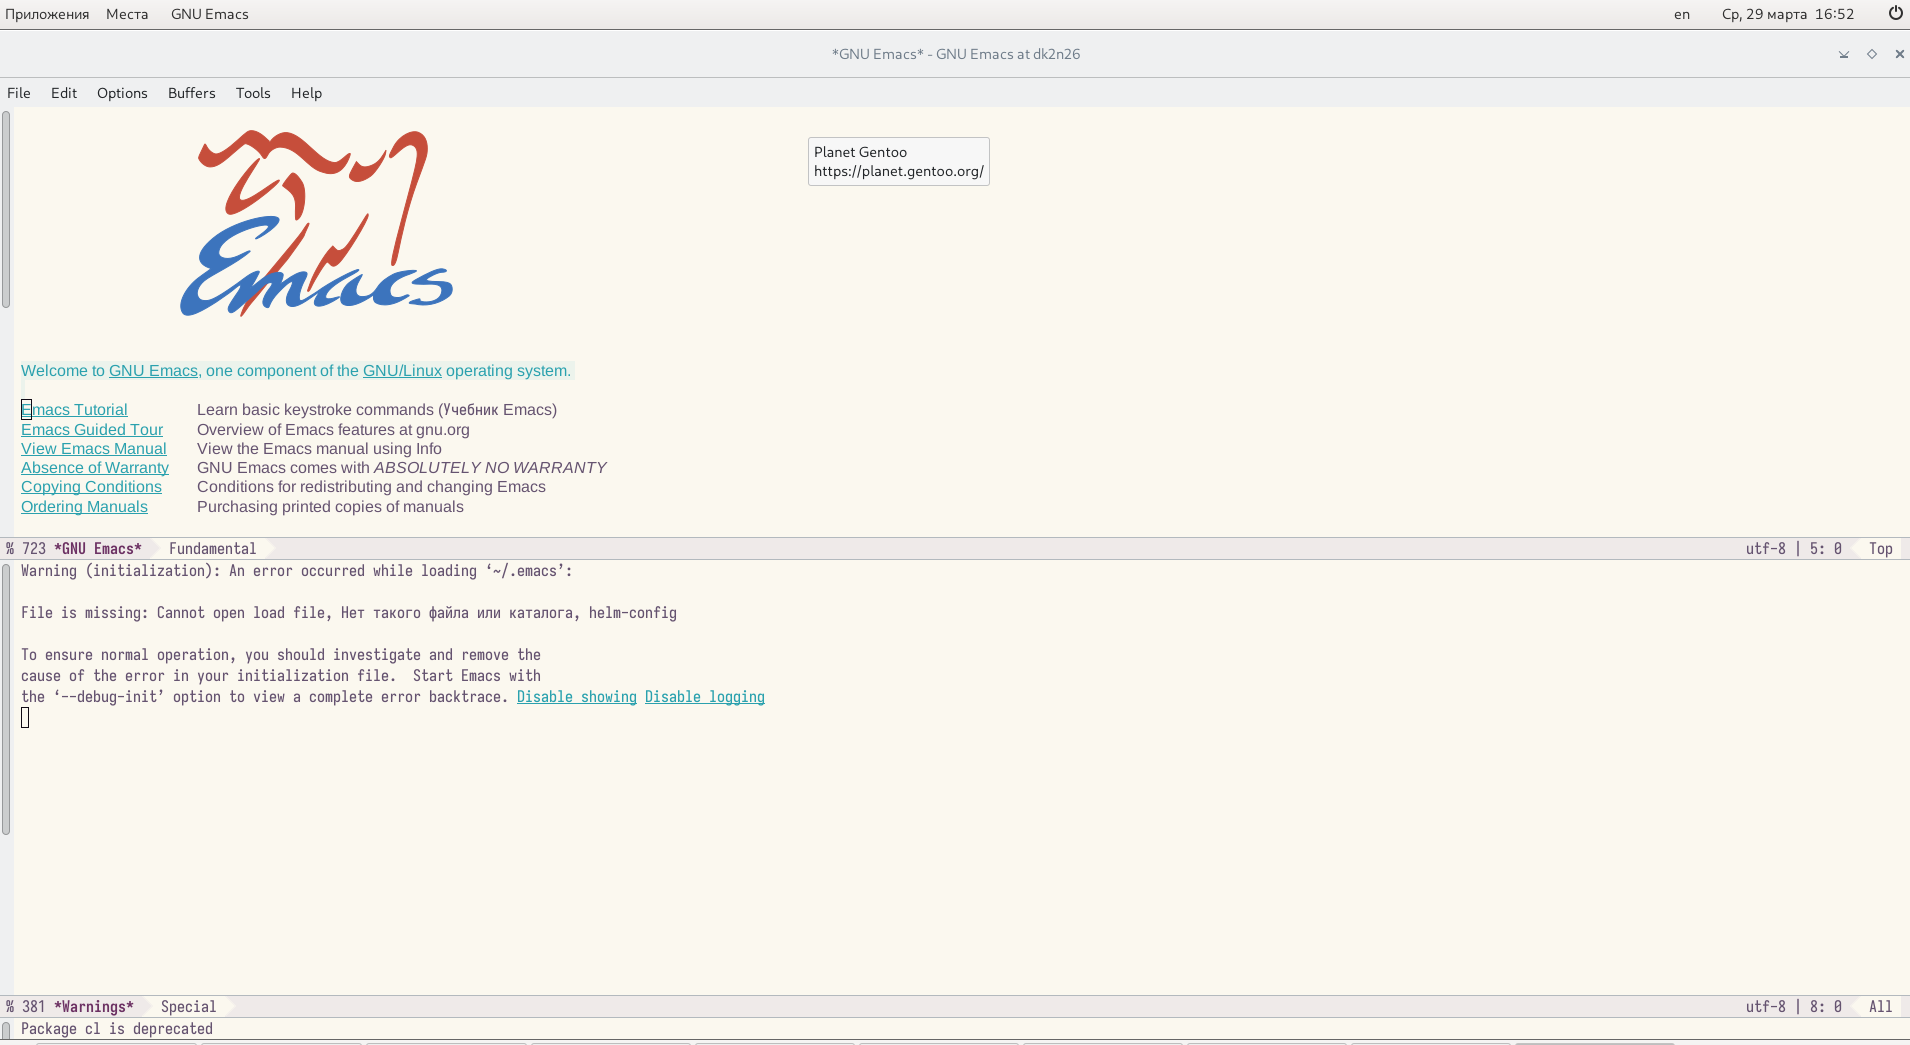 Приложения Места GNU Emacs en Ср, 29 марта 16:52
*GNU Emacs* - GNU Emacs at dk2n26
File Edit Options Buffers Tools Help
Planet Gentoo
https://planet.gentoo.org/
Emacs
Welcome to GNU Emacs, one component of the GNU/Linux operating system.
Emacs Tutorial Learn basic keystroke commands (Учебник Emacs)
Emacs Guided Tour Overview of Emacs features at gnu.org
View Emacs Manual View the Emacs manual using Info
Absence of Warranty GNU Emacs comes with ABSOLUTELY NO WARRANTY
Copying Conditions Conditions for redistributing and changing Emacs
Ordering Manuals Purchasing printed copies of manuals
% 723 *GNU Emacs* Fundamental utf-8 | 5: 0 Top
Warning (initialization): An error occurred while loading ‘~/.emacs’:
File is missing: Cannot open load file, Нет такого файла или каталога, helm-config
To ensure normal operation, you should investigate and remove the
cause of the error in your initialization file.  Start Emacs with
the ‘--debug-init’ option to view a complete error backtrace. Disable showing Disable logging
% 381 *Warnings* Special utf-8 | 8: 0 All
Package cl is deprecated